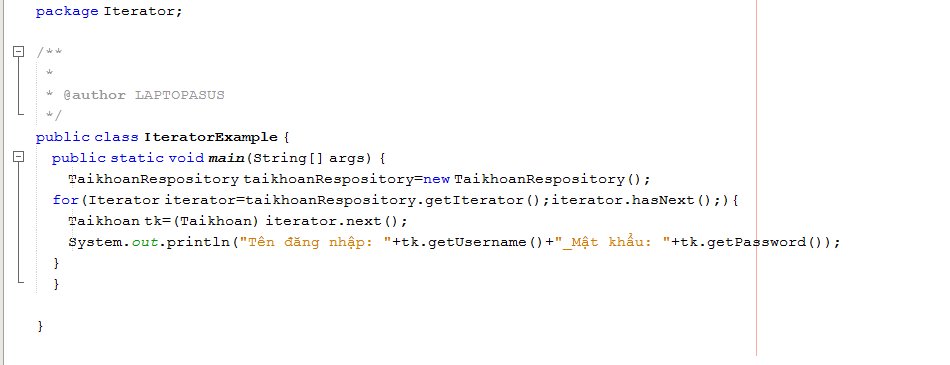 package Iterator;
/**
*
* @author LAPTOPASUS
*/
public class IteratorExample {
public static void main(String[] args) {
TaikhoanRespository taikhoanRespository=new TaikhoanRespository();
for(Iterator iterator=taikhoanRespository.getIterator();iterator.hasNext();){
Taikhoan tk=(Taikhoan) iterator.next();
System.out.println("Tên đăng nhập: "+tk.getUsername()+"_Mật khẩu: "+tk.getPassword());
}
}
}